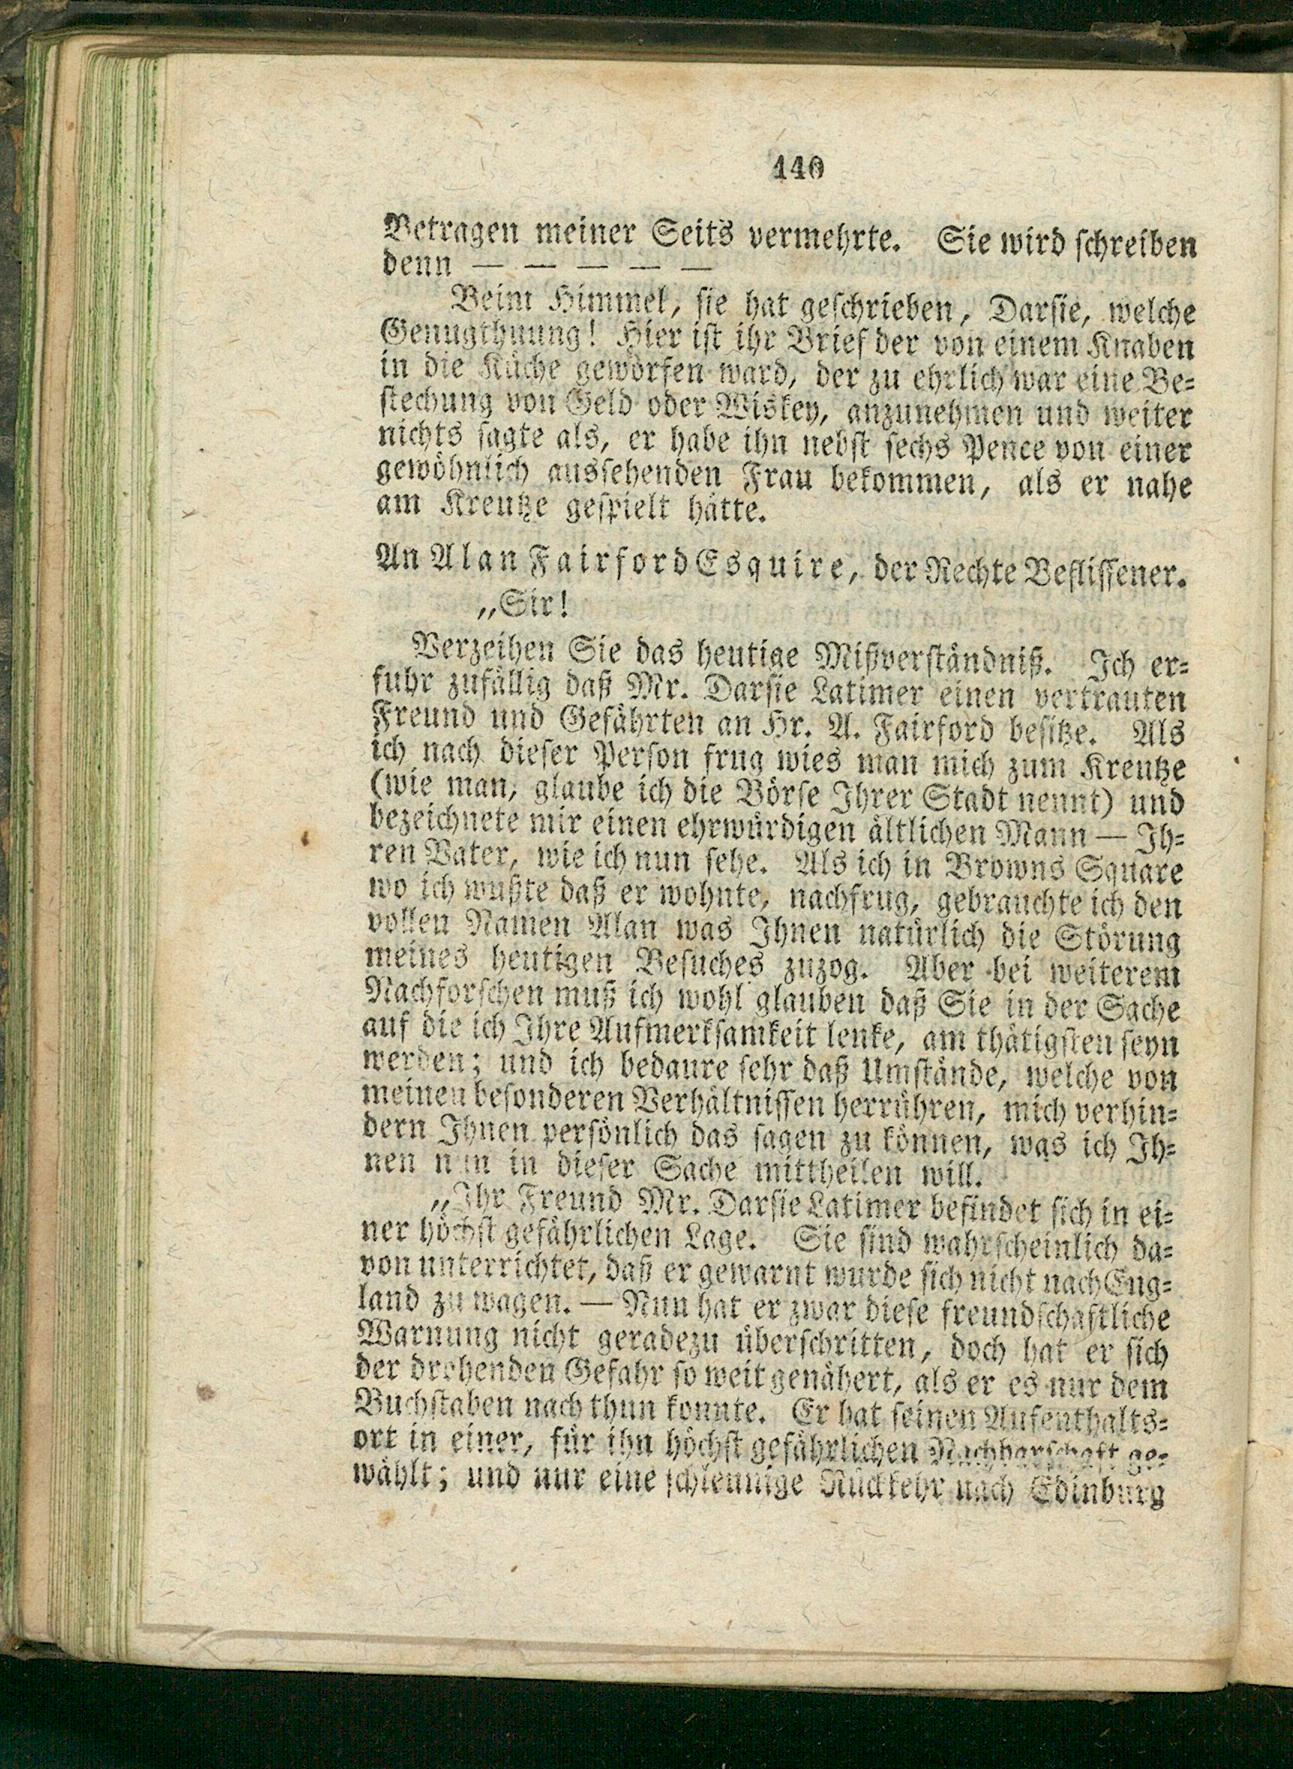 140
Betragen meiner Seits vermehrte. Sie wird schreiben
denn — — — — —
Beim Himmel, sie hat geschrieben, Darsie, welche
Genugthuung! Hier ist ihr Brief der von einem Knaben
in die Küche geworfen ward, der zu ehrlich war eine Be-
stechung von Geld oder Wiskey, anzunehmen und weiter
nichts sagte als, er habe ihn nebst sechs Pence von einer
gewöhnlich aussehenden Frau bekommen, als er nahe
am Kreutze gespielt hätte.
An Alan Fairford Esquire, der Rechte Beflissener.
„Sir!
Verzeihen Sie das heutige Mißverständniß. Ich er-
fuhr zufällig daß Mr. Darsie Latimer einen vertrauten
Freund und Gefährten an Hr. A. Fairford besitze. Als
ich nach dieser Person frug wies man mich zum Kreutze
(wie man, glaube ich die Börse Ihrer Stadt nennt) und
bezeichnete mir einen ehrwürdigen ältlichen Mann — Ih-
ren Vater, wie ich nun sehe. Als ich in Browns Square
wo ich wußte daß er wohnte, nachfrug, gebrauchte ich den
vollen Namen Alan was Ihnen natürlich die Störung
meines heutigen Besuches zuzog. Aber bei weiterem
Nachforschen muß ich wohl glauben daß Sie in der Sache
auf die ich Ihre Aufmerksamkeit lenke, am thätigsten seyn
werden; und ich bedaure sehr daß Umstände, welche von
meinen besonderen Verhältnissen herrühren, mich verhin-
dern Ihnen persönlich das sagen zu können, was ich Ih-
nen nun in dieser Sache mittheilen will.
„Ihr Freund Mr. Darsie Latimer befindet sich in ei-
ner höchst gefährlichen Lage. Sie sind wahrscheinlich da-
von unterrichtet, daß er gewarnt wurde sich nicht nach Eng-
land zu wagen. — Nun hat er zwar diese freundschaftliche
Warnung nicht geradezu überschritten, doch hat er sich
der drohenden Gefahr so weit genähert, als er es nur dem
Buchstaben nach thun konnte. Er hat seinen Aufenthalts-
ort in einer, für ihn höchst gefährlichen Nachbarschaft ge-
wählt; und nur eine schleunige Rückkehr nach Edinburg